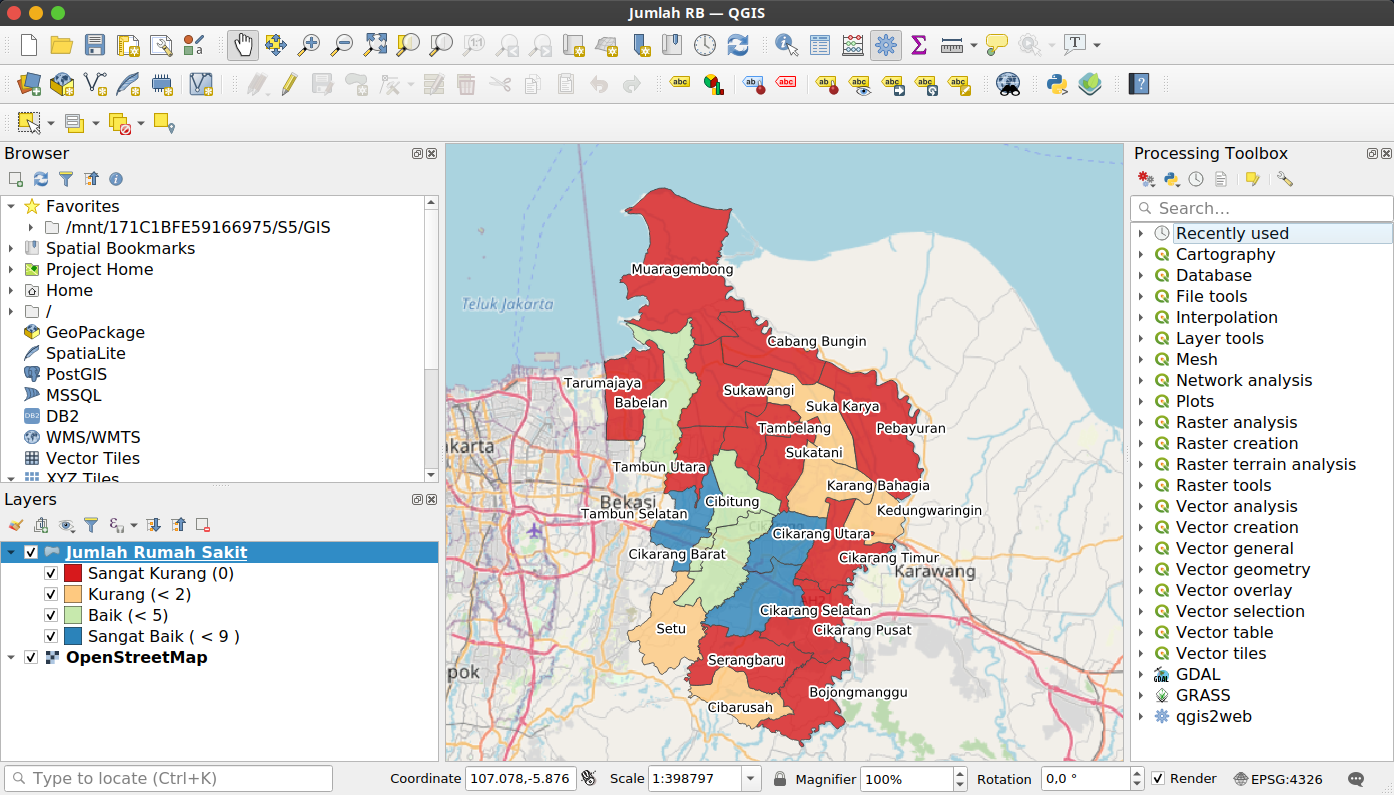 Jumlah RB — QGIS
Browser
Favorites
/mnt/171C1BFE59166975/S5/GIS
Spatial Bookmarks
Project Home
Home
/
GeoPackage
SpatiaLite
PostGIS
MSSQL
DB2
WMS/WMTS
Vector Tiles
XYZ Tiles
Layers
Jumlah Rumah Sakit
Sangat Kurang (0)
Kurang (< 2)
Baik (< 5)
Sangat Baik ( < 9 )
OpenStreetMap
Teluk Jakarta
Muaragembong
Cabang Bungin
Tarumajaya
Sukawangi
Babelan
Suka Karya
Tambelang
Pebayuran
karta
Sukatani
Tambun Utara
Karang Bahagia
Bekasi
Cibitung
Kedungwaringin
Tambun Selatan
Cikarang Utara
Cikarang Barat
Cikarang Timur
Karawang
Cikarang Selatan
Setu
Cikarang Pusat
Serangbaru
pok
Bojongmanggu
Cibarusah
Processing Toolbox
Search…
Recently used
Cartography
Database
File tools
Interpolation
Layer tools
Mesh
Network analysis
Plots
Raster analysis
Raster creation
Raster terrain analysis
Raster tools
Vector analysis
Vector creation
Vector general
Vector geometry
Vector overlay
Vector selection
Vector table
Vector tiles
GDAL
GRASS
qgis2web
Type to locate (Ctrl+K)
Coordinate 107.078,-5.876 Scale 1:398797 Magnifier 100% Rotation 0,0 ° Render EPSG:4326